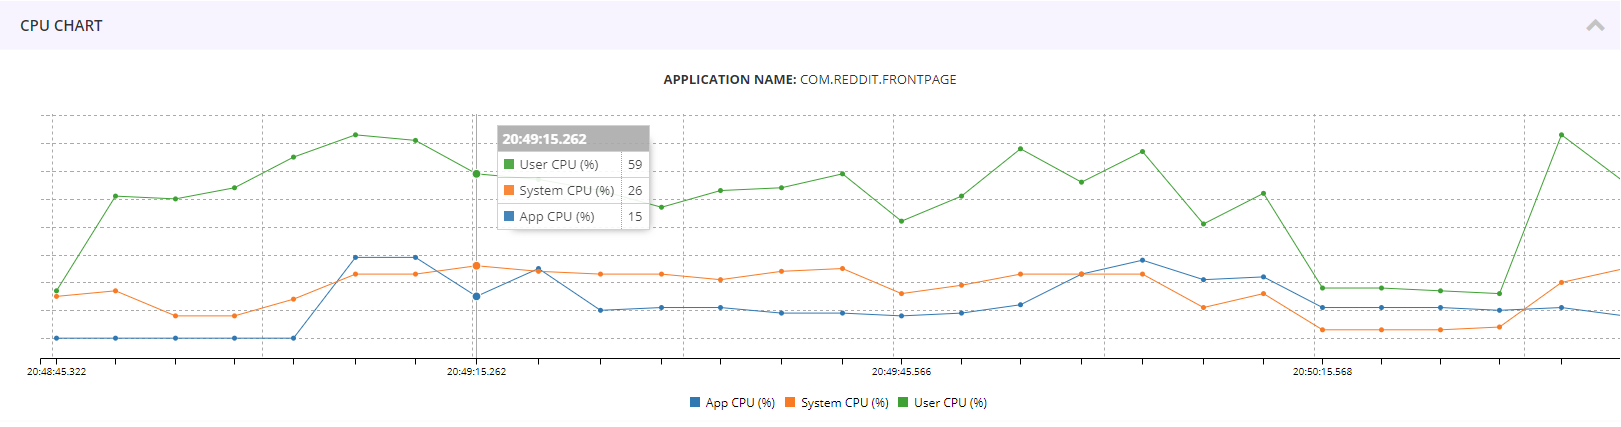 CPU CHART
APPLICATION NAME: COM.REDDIT.FRONTPAGE
20:49:15.262
User CPU (%) 59
System CPU (%) 26
App CPU (%) 15
20:48:45.322 20:49:15.262 20:49:45.566 20:50:15.568
App CPU (%) System CPU (%) User CPU (%)